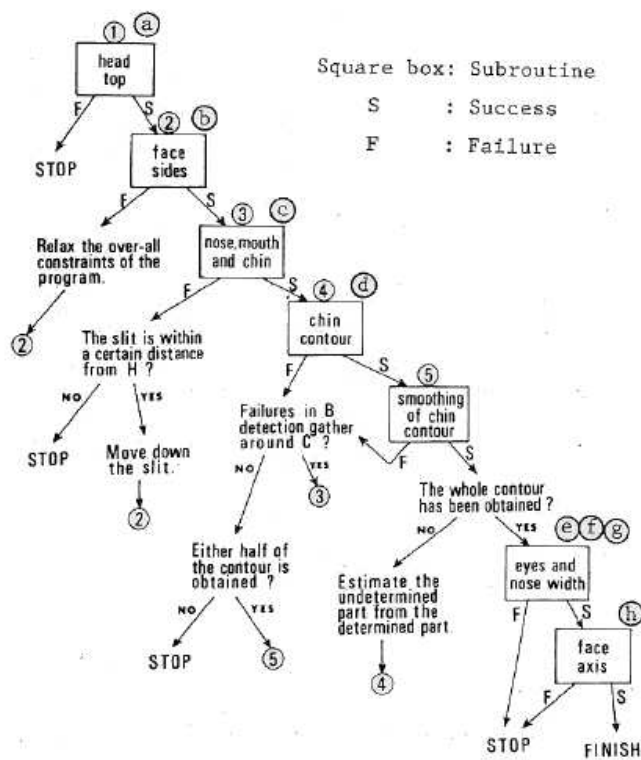 ① ⓐ
head
top
Square box: Subroutine
S : Success
F : Failure
F S
STOP
② ⓑ
face
sides
F S
Relax the over-all
constraints of the
program.
②
③ ⓒ
nose, mouth
and chin
F S
The slit is within
a certain distance
from H ?
NO YES
STOP
Move down
the slit.
②
④ ⓓ
chin
contour
F S
Failures in B
detection gather
around C ?
NO YES
③
Either half of
the contour is
obtained ?
NO YES
STOP
⑤
⑤
smoothing
of chin
contour
F S
The whole contour
has been obtained ?
NO YES
Estimate the
undetermined
part from the
determined part.
④
ⓔ ⓕ ⓖ
eyes and
nose width
F S
ⓗ
face
axis
F S
STOP
FINISH